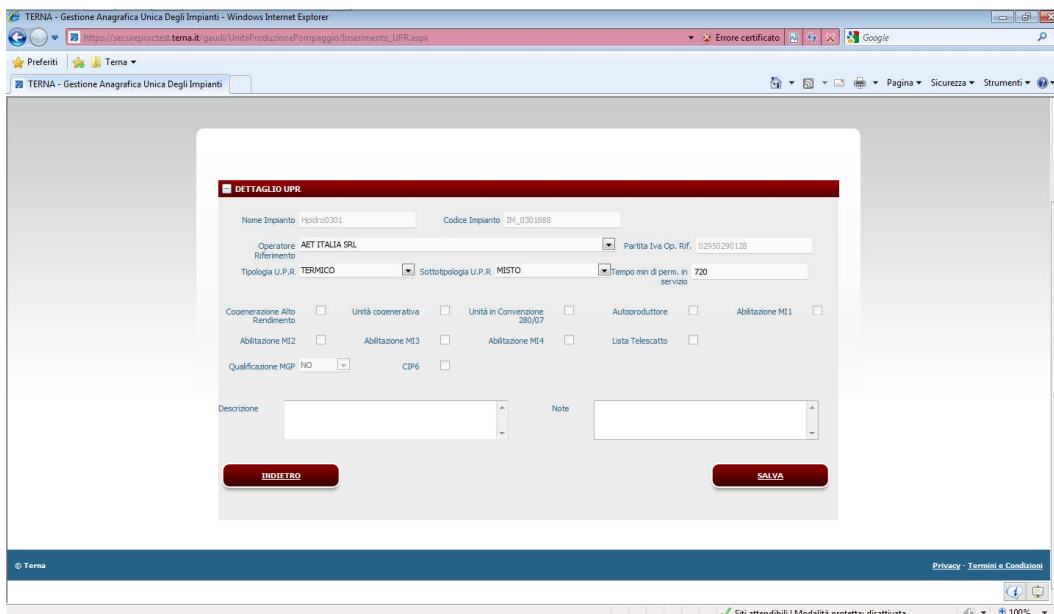 TERNA - Gestione Anagrafica Unica Degli Impianti - Windows Internet Explorer
https://secureproctest.terna.it/gaudi/UnitaProduzionePompaggio/Inserimento_UPR.aspx Errore certificato Google
Preferiti Terna
TERNA - Gestione Anagrafica Unica Degli Impianti Pagina Sicurezza Strumenti
DETTAGLIO UPR
Nome Impianto Hpidro0301 Codice Impianto IM_0301688
Operatore Riferimento AET ITALIA SRL Partita Iva Op. Rif. 02950290128
Tipologia U.P.R TERMICO Sottotipologia U.P.R MISTO Tempo min di perm. in servizio 720
Cogenerazione Alto Rendimento Unità cogenerativa Unità in Convenzione 280/07 Autoproduttore Abilitazione MI1
Abilitazione MI2 Abilitazione MI3 Abilitazione MI4 Lista Telescatto
Qualificazione MGP NO CIP6
Descrizione Note
INDIETRO SALVA
© Terna Privacy - Termini e Condizioni
Siti attendibili | Modalità protetta: disattivata 100%